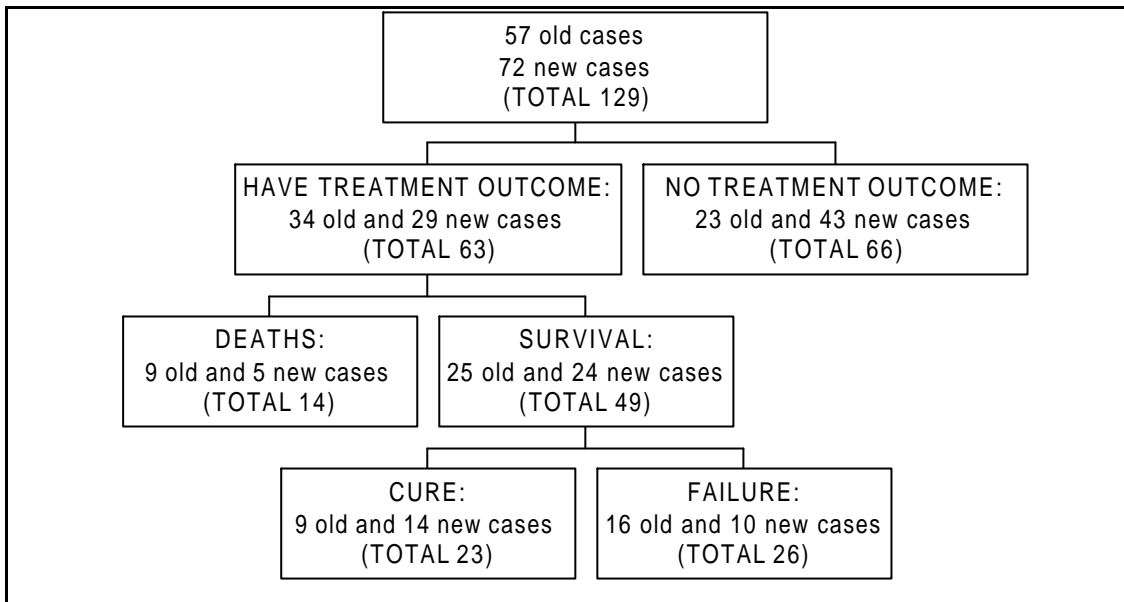 57 old cases
72 new cases
(TOTAL 129)
HAVE TREATMENT OUTCOME:
34 old and 29 new cases
(TOTAL 63)
NO TREATMENT OUTCOME:
23 old and 43 new cases
(TOTAL 66)
DEATHS:
9 old and 5 new cases
(TOTAL 14)
SURVIVAL:
25 old and 24 new cases
(TOTAL 49)
CURE:
9 old and 14 new cases
(TOTAL 23)
FAILURE:
16 old and 10 new cases
(TOTAL 26)